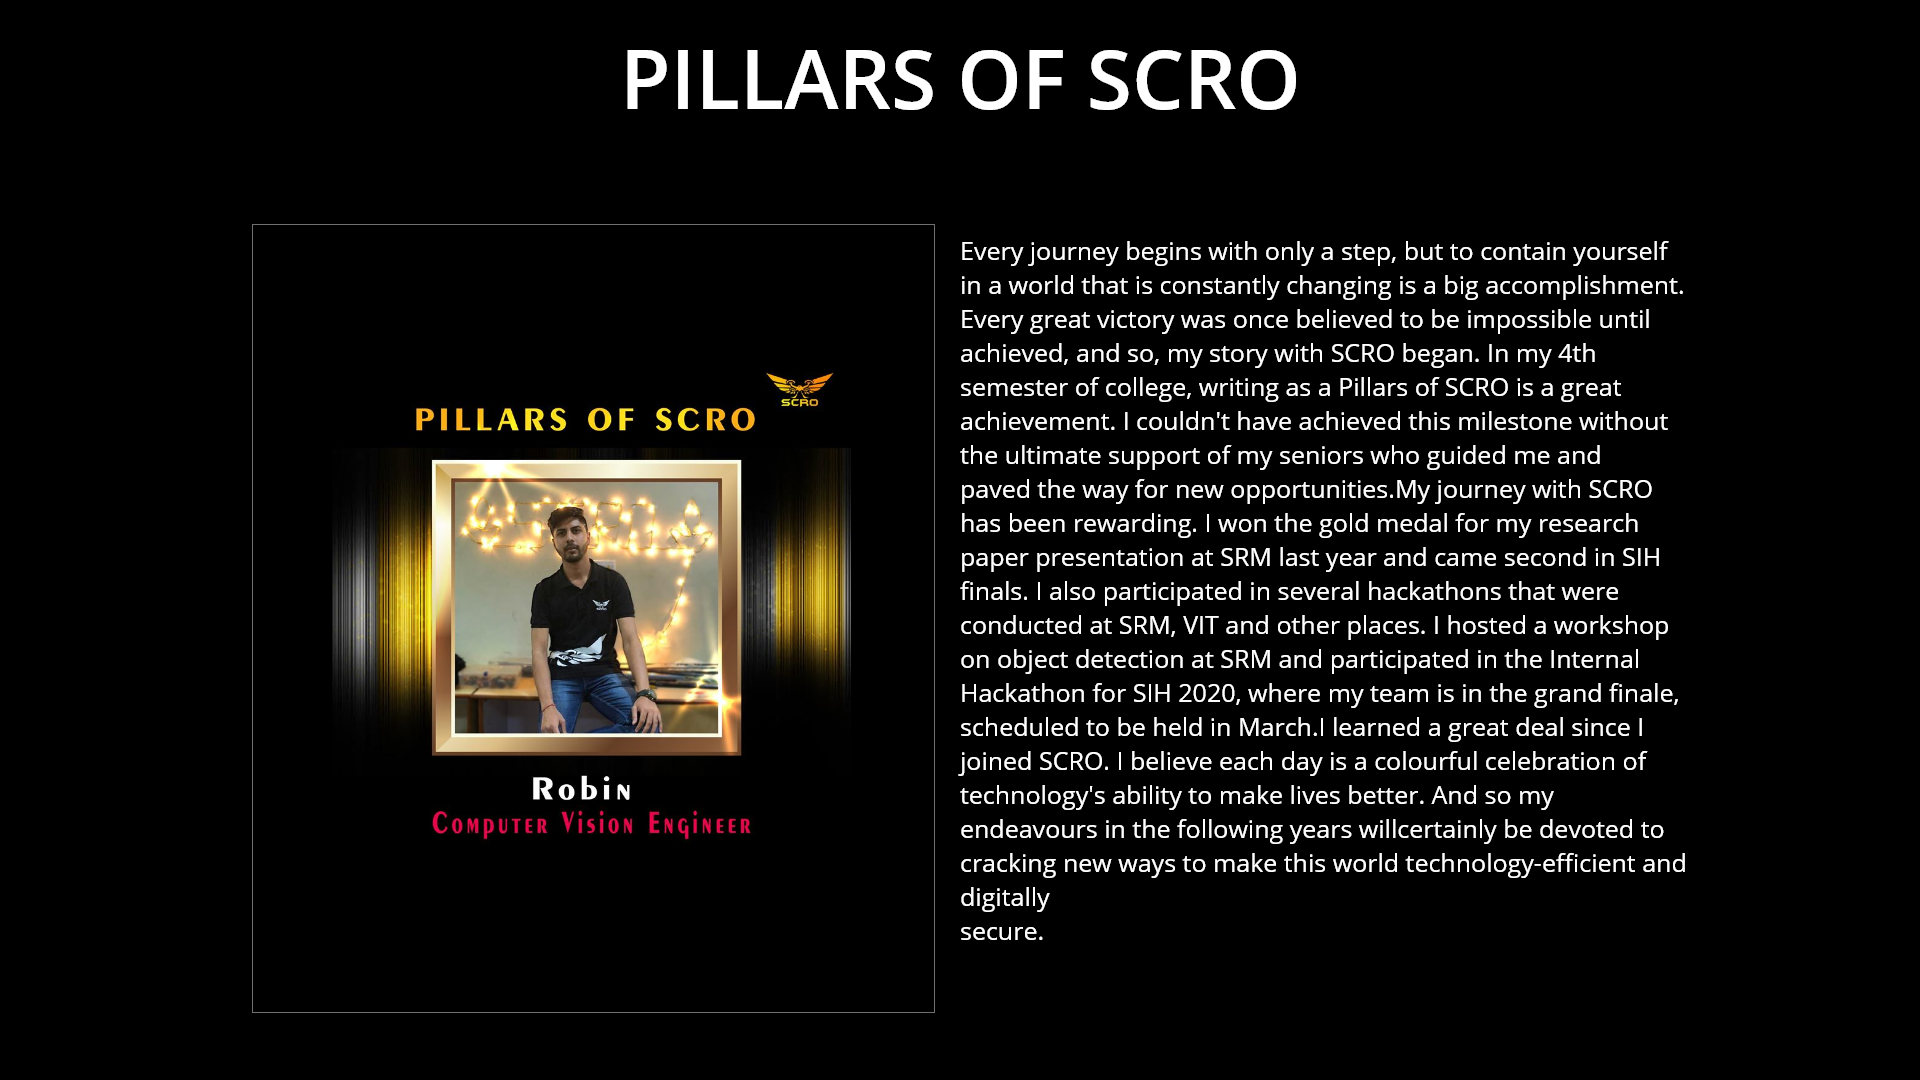 PILLARS OF SCRO
SCRO
PILLARS OF SCRO
Robin
Computer Vision Engineer
Every journey begins with only a step, but to contain yourself
in a world that is constantly changing is a big accomplishment.
Every great victory was once believed to be impossible until
achieved, and so, my story with SCRO began. In my 4th
semester of college, writing as a Pillars of SCRO is a great
achievement. I couldn't have achieved this milestone without
the ultimate support of my seniors who guided me and
paved the way for new opportunities.My journey with SCRO
has been rewarding. I won the gold medal for my research
paper presentation at SRM last year and came second in SIH
finals. I also participated in several hackathons that were
conducted at SRM, VIT and other places. I hosted a workshop
on object detection at SRM and participated in the Internal
Hackathon for SIH 2020, where my team is in the grand finale,
scheduled to be held in March.I learned a great deal since I
joined SCRO. I believe each day is a colourful celebration of
technology's ability to make lives better. And so my
endeavours in the following years willcertainly be devoted to
cracking new ways to make this world technology-efficient and
digitally
secure.